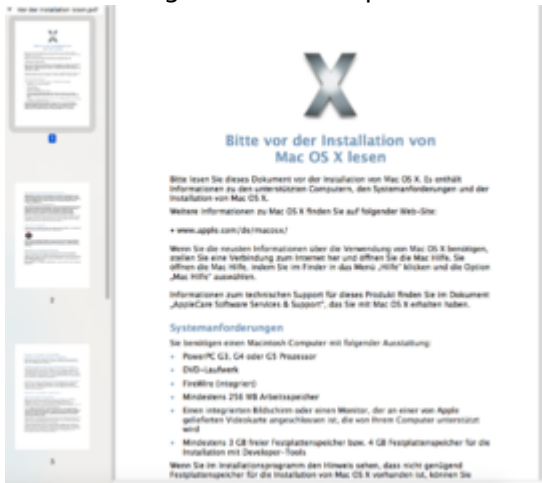 Vor der Installation lesen.pdf
1
2
3
X
Bitte vor der Installation von
Mac OS X lesen
Bitte lesen Sie dieses Dokument vor der Installation von Mac OS X. Es enthält
Informationen zu den unterstützten Computern, den Systemanforderungen und der
Installation von Mac OS X.
Weitere Informationen zu Mac OS X finden Sie auf folgender Web-Site:
• www.apple.com/de/macosx/
Wenn Sie die neusten Informationen über die Verwendung von Mac OS X benötigen,
stellen Sie eine Verbindung zum Internet her und öffnen Sie die Mac Hilfe. Sie
öffnen die Mac Hilfe, indem Sie im Finder in das Menü „Hilfe“ klicken und die Option
„Mac Hilfe“ auswählen.
Informationen zum technischen Support für dieses Produkt finden Sie im Dokument
„AppleCare Software Services & Support“, das Sie mit Mac OS X erhalten haben.
Systemanforderungen
Sie benötigen einen Macintosh Computer mit folgender Ausstattung:
• PowerPC G3, G4 oder G5 Prozessor
• DVD-Laufwerk
• FireWire (integriert)
• Mindestens 256 MB Arbeitsspeicher
• Einen integrierten Bildschirm oder einen Monitor, der an einer von Apple
gelieferten Videokarte angeschlossen ist, die von Ihrem Computer unterstützt
wird
• Mindestens 3 GB freier Festplattenspeicher bzw. 4 GB Festplattenspeicher für die
Installation mit Developer-Tools
Wenn Sie im Installationsprogramm den Hinweis sehen, dass nicht genügend
Festplattenspeicher für die Installation von Mac OS X vorhanden ist, können Sie